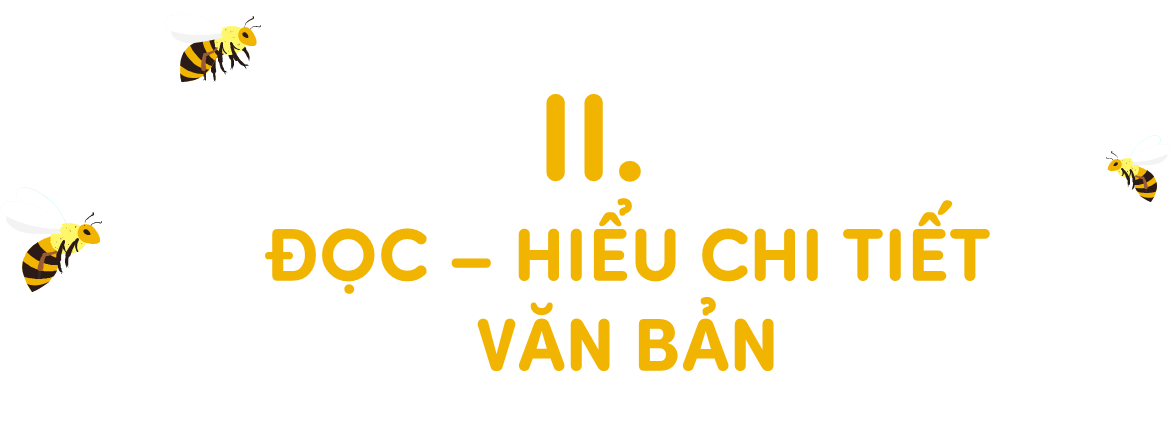 II.
ĐỌC – HIỂU CHI TIẾT
VĂN BẢN